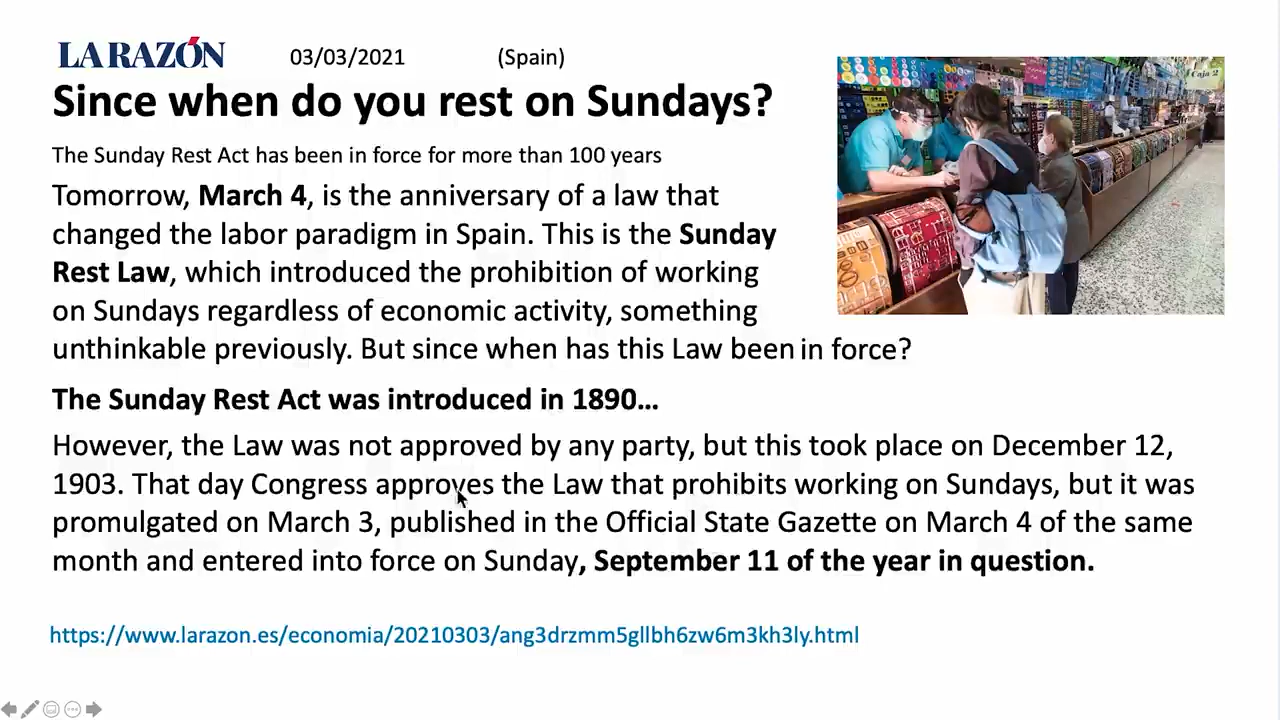 LA RAZÓN 03/03/2021 (Spain)
Since when do you rest on Sundays?
The Sunday Rest Act has been in force for more than 100 years
Tomorrow, March 4, is the anniversary of a law that
changed the labor paradigm in Spain. This is the Sunday
Rest Law, which introduced the prohibition of working
on Sundays regardless of economic activity, something
unthinkable previously. But since when has this Law been in force?
The Sunday Rest Act was introduced in 1890...
However, the Law was not approved by any party, but this took place on December 12,
1903. That day Congress approves the Law that prohibits working on Sundays, but it was
promulgated on March 3, published in the Official State Gazette on March 4 of the same
month and entered into force on Sunday, September 11 of the year in question.
https://www.larazon.es/economia/20210303/ang3drzmm5gllbh6zw6m3kh3ly.html
Caja 2